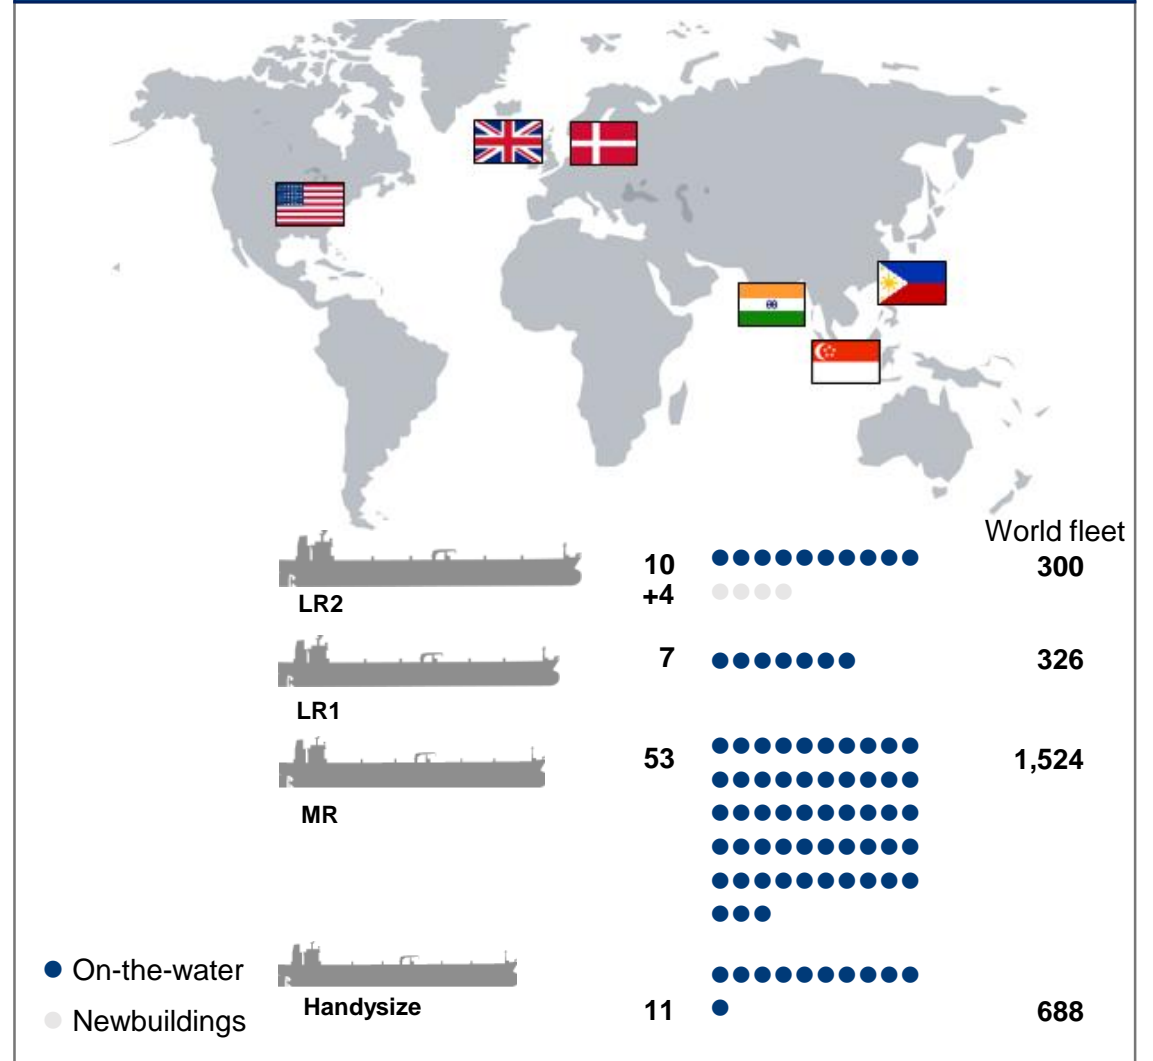 World fleet
10
300
+4
LR2
7
326
LR1
53
1,524
MR
On-the-water
Handysize
11
688
Newbuildings